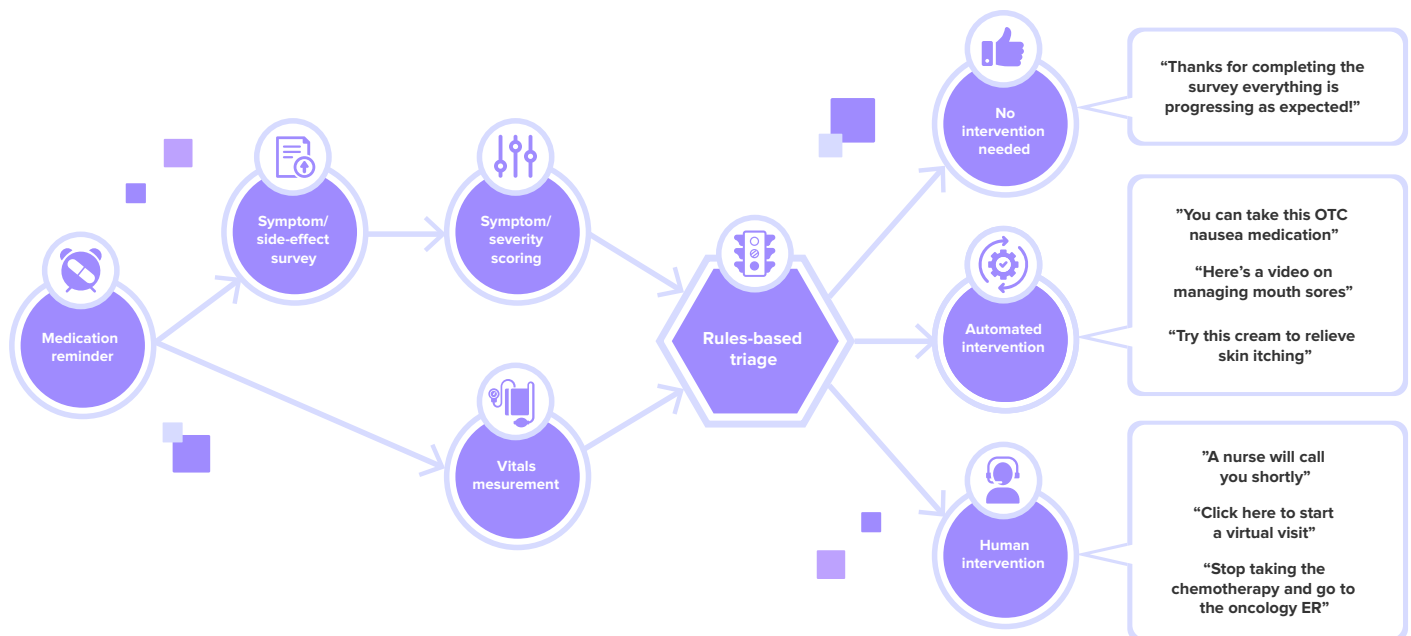 Medication
reminder
Symptom/
side-effect
survey
Symptom/
severity
scoring
Vitals
mesurement
Rules-based
triage
No
intervention
needed
“Thanks for completing the
survey everything is
progressing as expected!”
Automated
intervention
”You can take this OTC
nausea medication”
“Here’s a video on
managing mouth sores”
“Try this cream to relieve
skin itching”
Human
intervention
”A nurse will call
you shortly”
“Click here to start
a virtual visit”
“Stop taking the
chemotherapy and go to
the oncology ER”